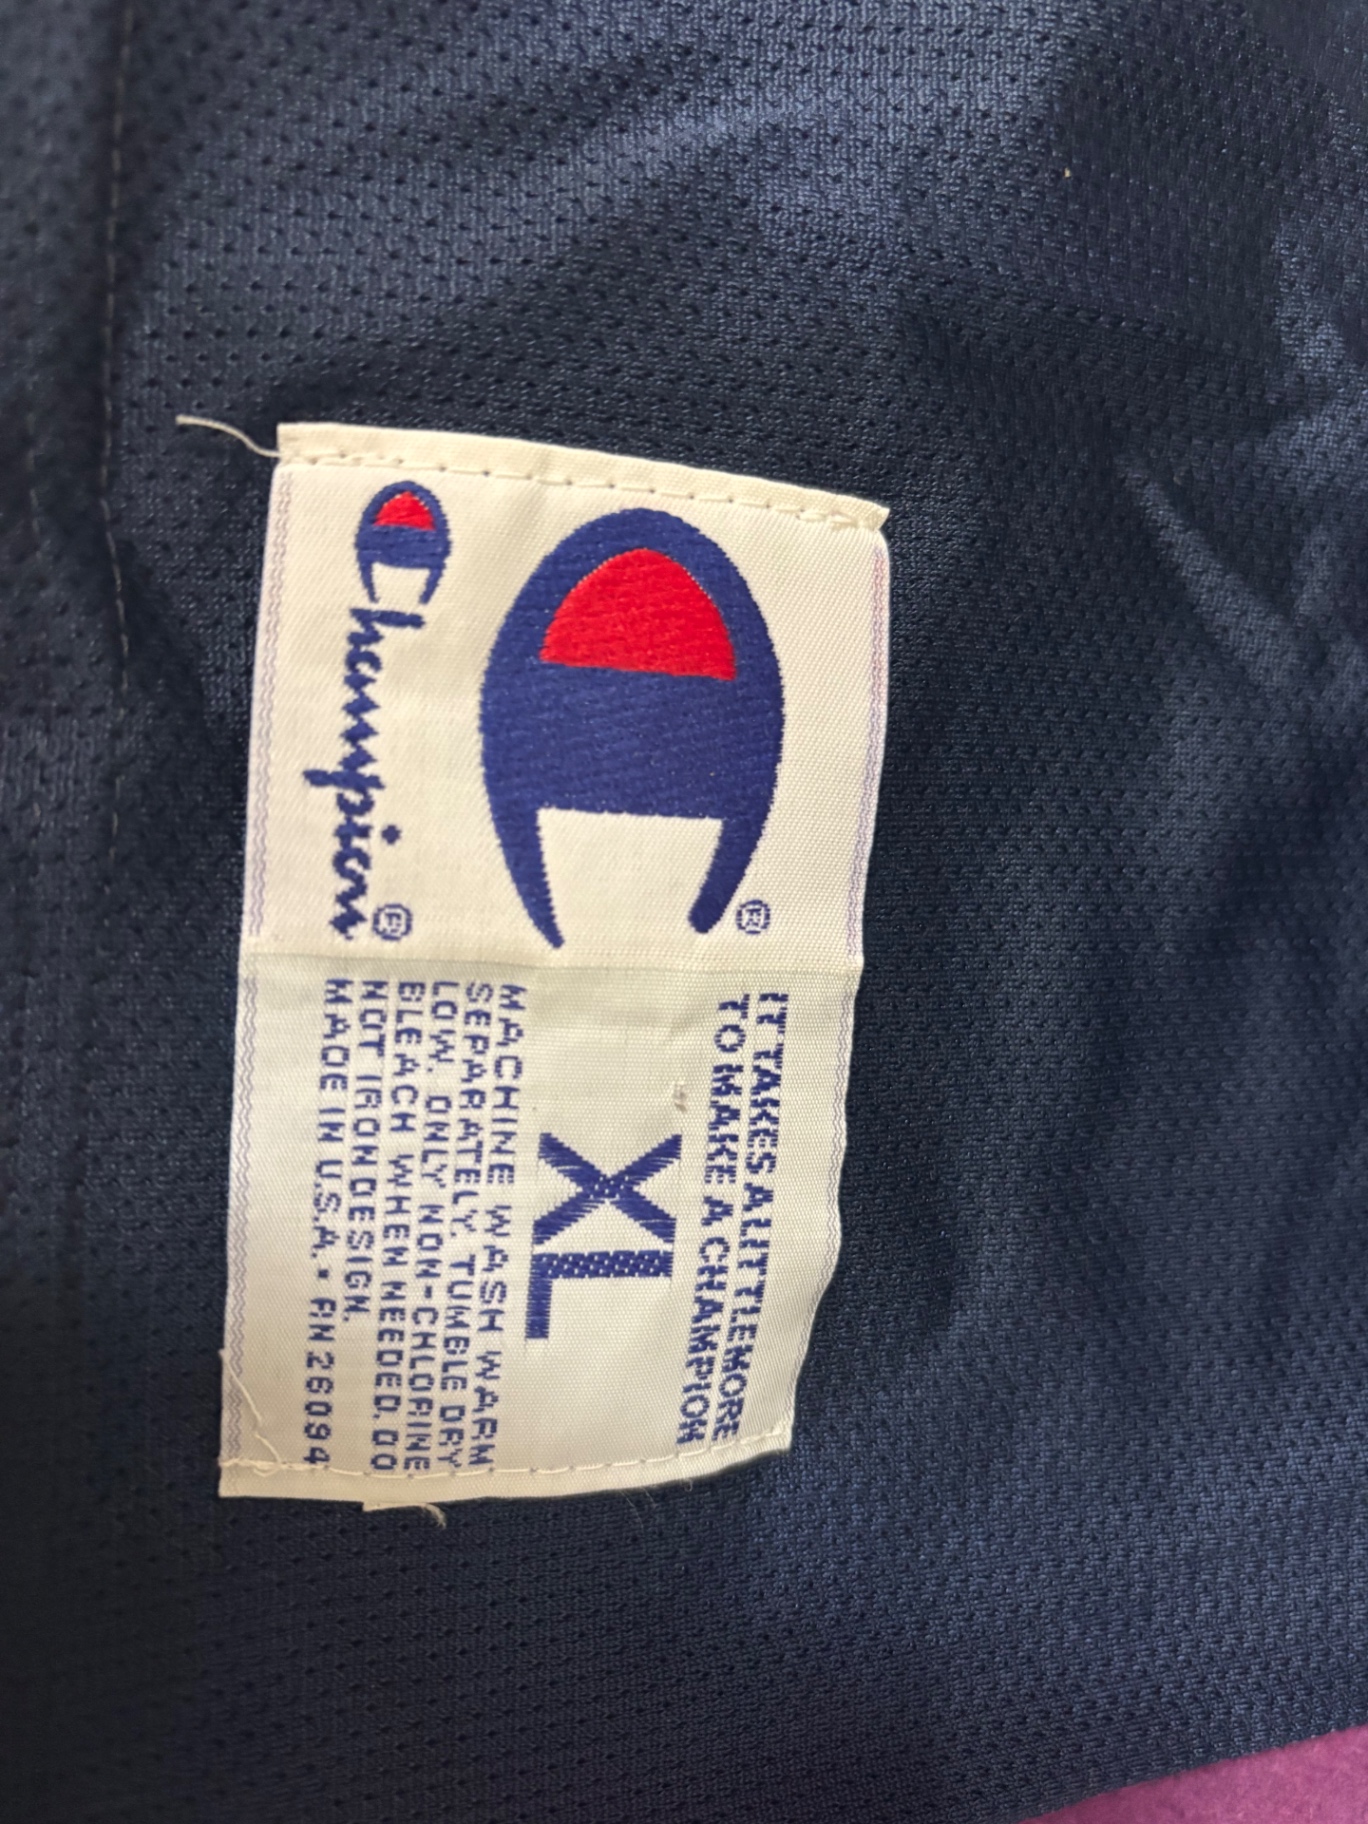 Champion®
®
IT TAKES A LITTLE MORE
TO MAKE A CHAMPION
XL
MACHINE WASH WARM
SEPARATELY. TUMBLE DRY
LOW. ONLY NON-CHLORINE
BLEACH WHEN NEEDED. DO
NOT IRON DESIGN.
MADE IN U.S.A. • RN 26094